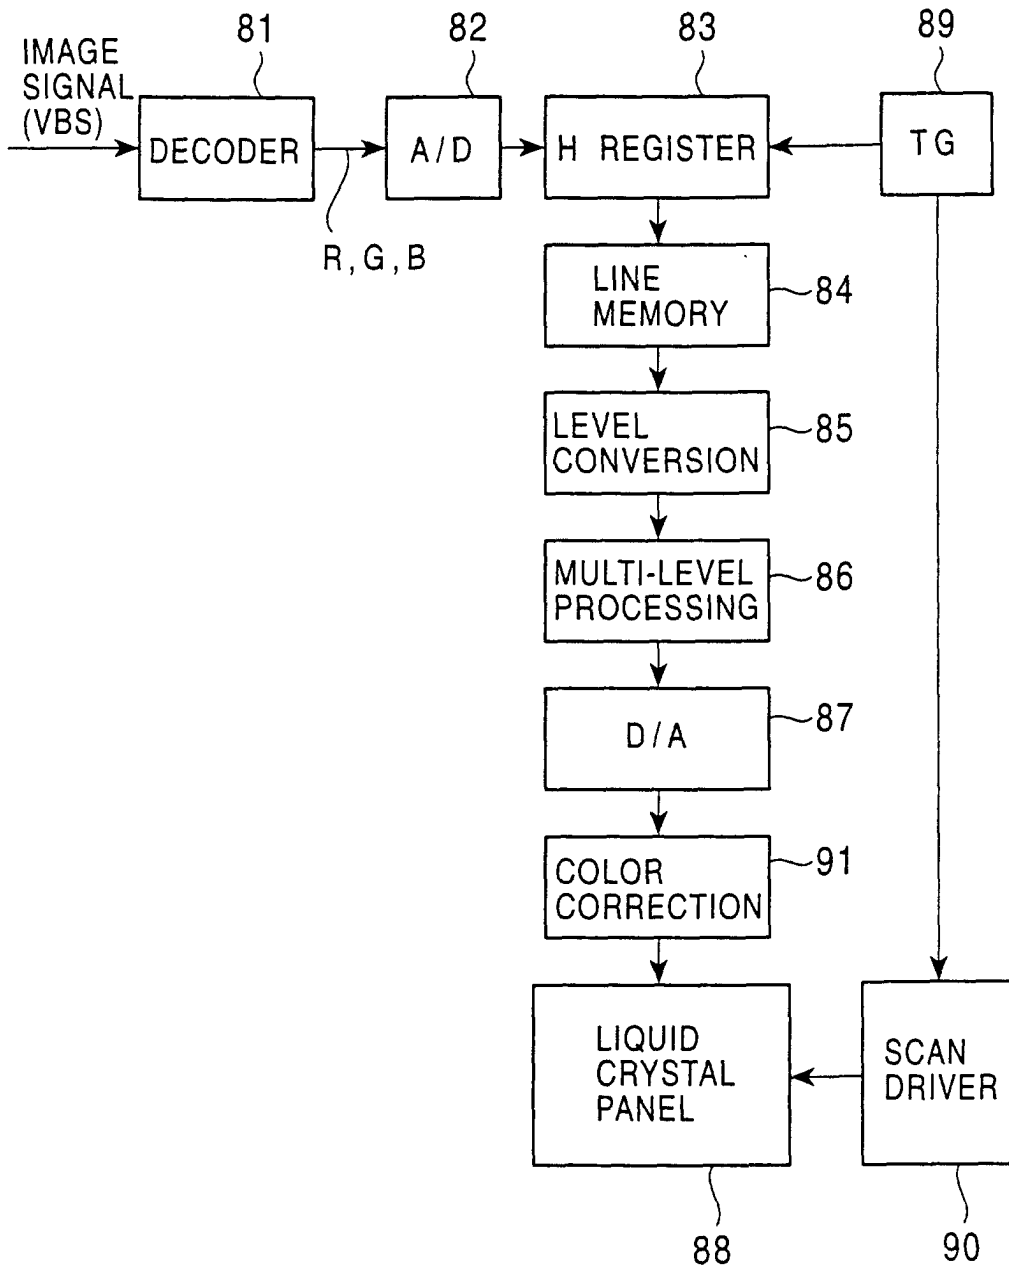 81
82
83
89
IMAGE
SIGNAL
(VBS)
DECODER
A/D
H REGISTER
TG
R, G, B
LINE
MEMORY
84
LEVEL
CONVERSION
85
MULTI-LEVEL
PROCESSING
86
D/A
87
COLOR
CORRECTION
91
LIQUID
CRYSTAL
PANEL
SCAN
DRIVER
88
90